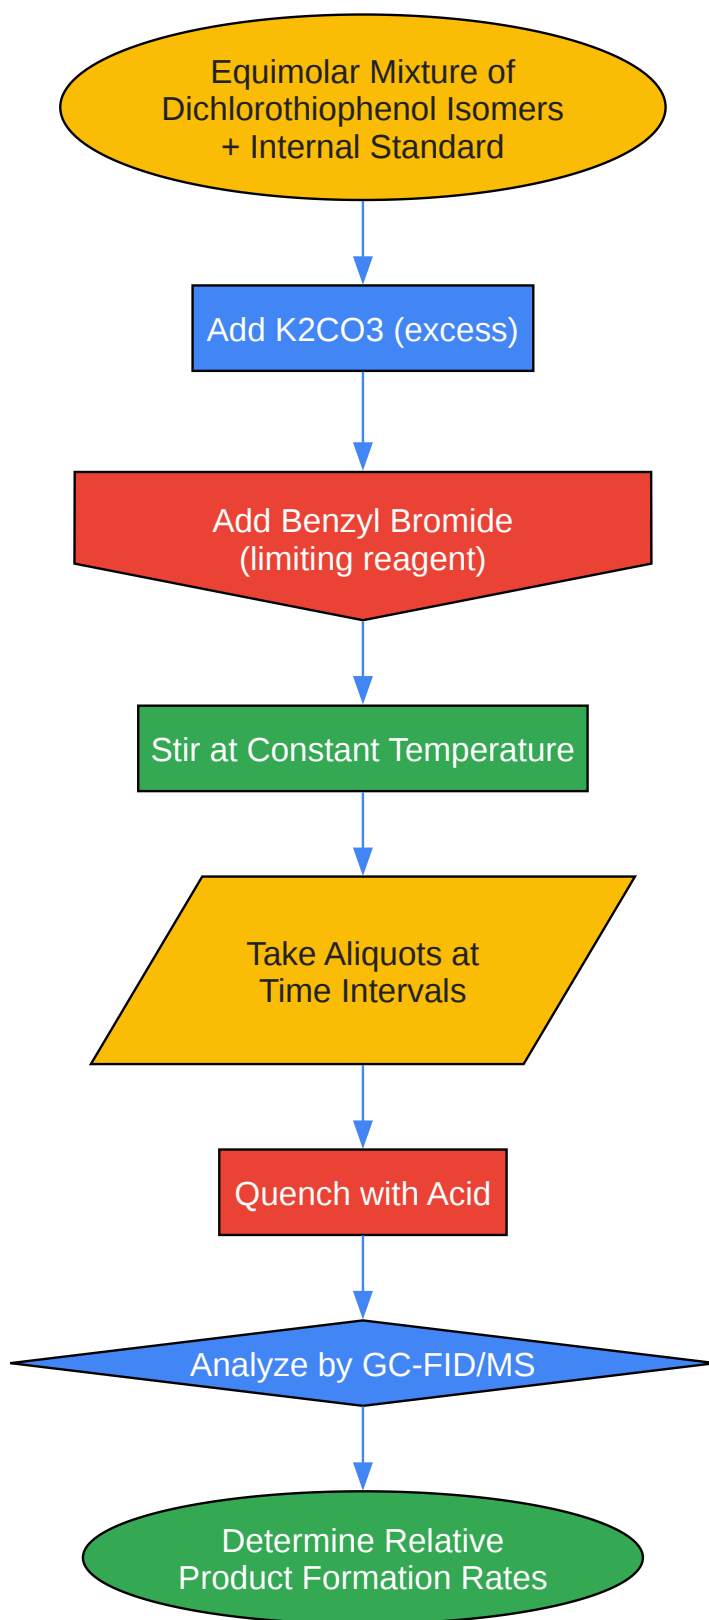 Equimolar Mixture of
Dichlorothiophenol Isomers
+ Internal Standard
Add K2CO3 (excess)
Add Benzyl Bromide
(limiting reagent)
Stir at Constant Temperature
Take Aliquots at
Time Intervals
Quench with Acid
Analyze by GC-FID/MS
Determine Relative
Product Formation Rates